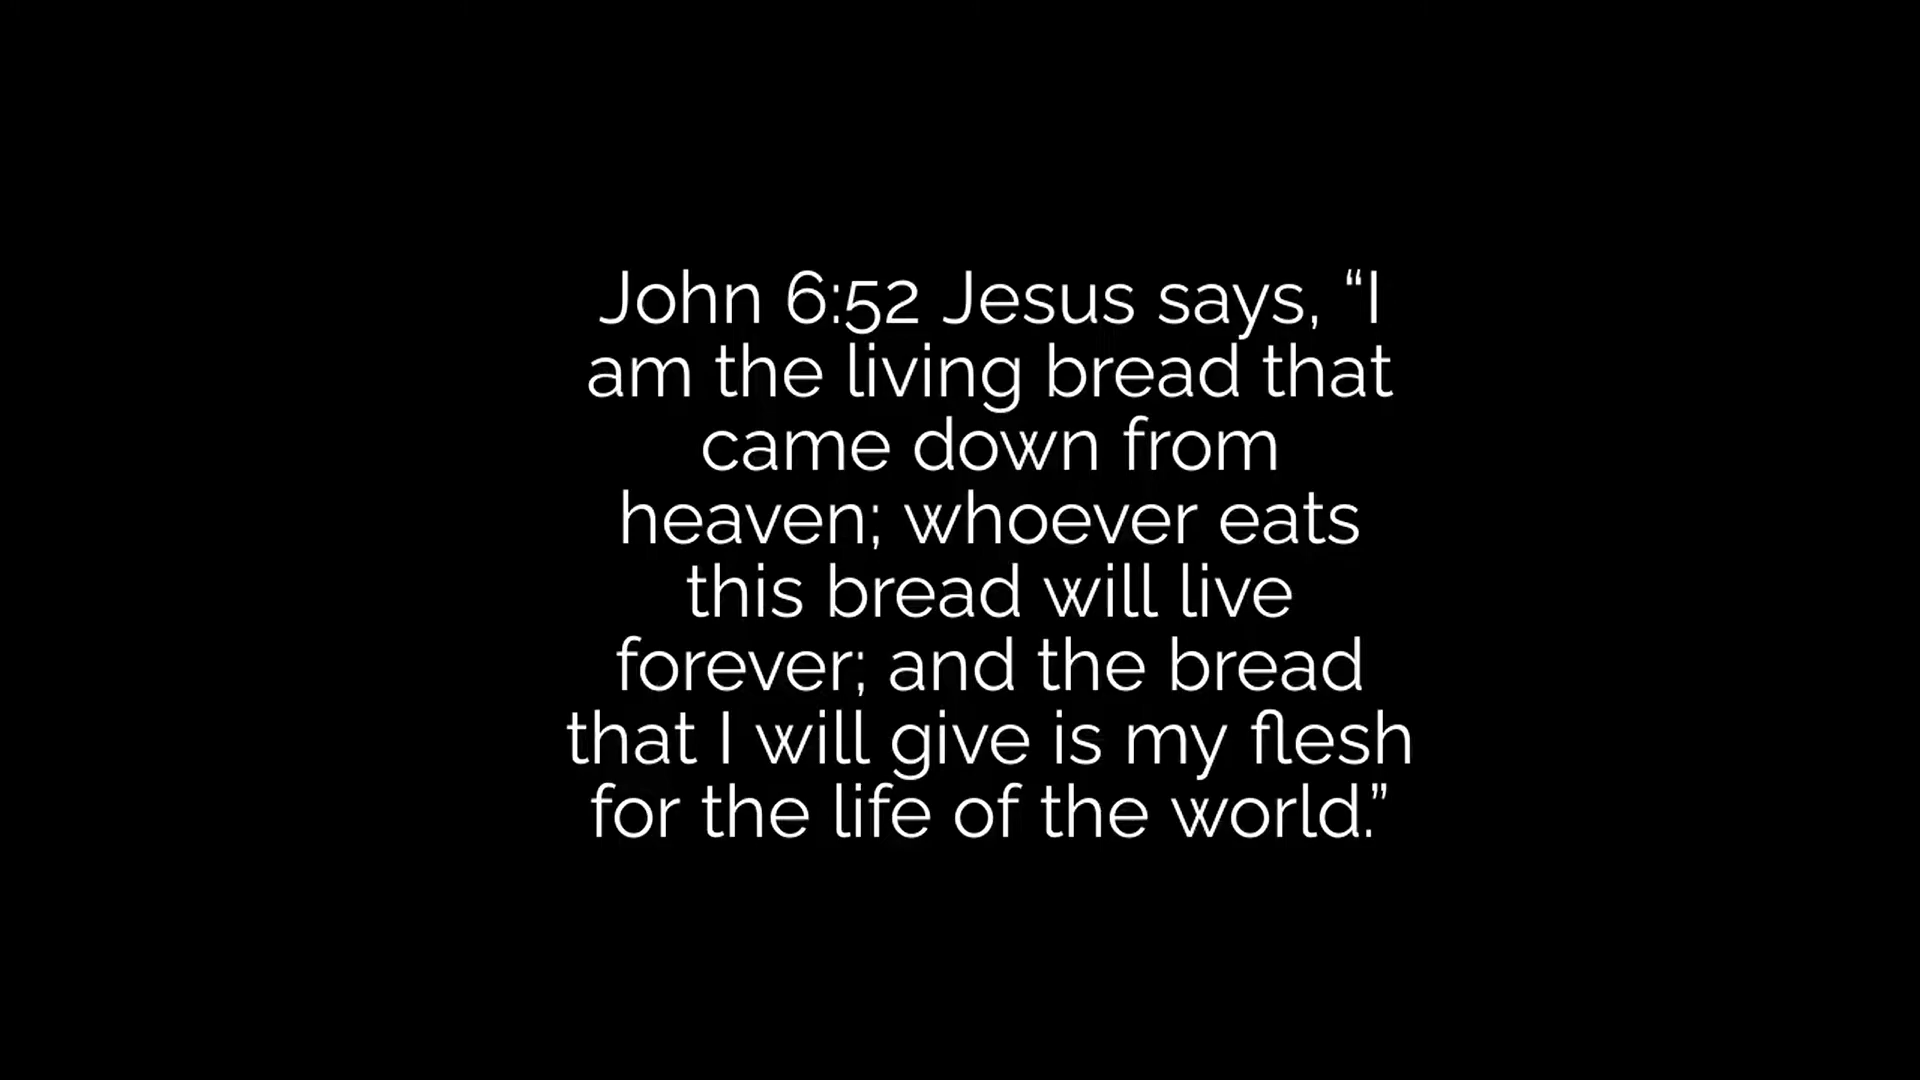 John 6:52 Jesus says, “I
am the living bread that
came down from
heaven; whoever eats
this bread will live
forever; and the bread
that I will give is my flesh
for the life of the world.”